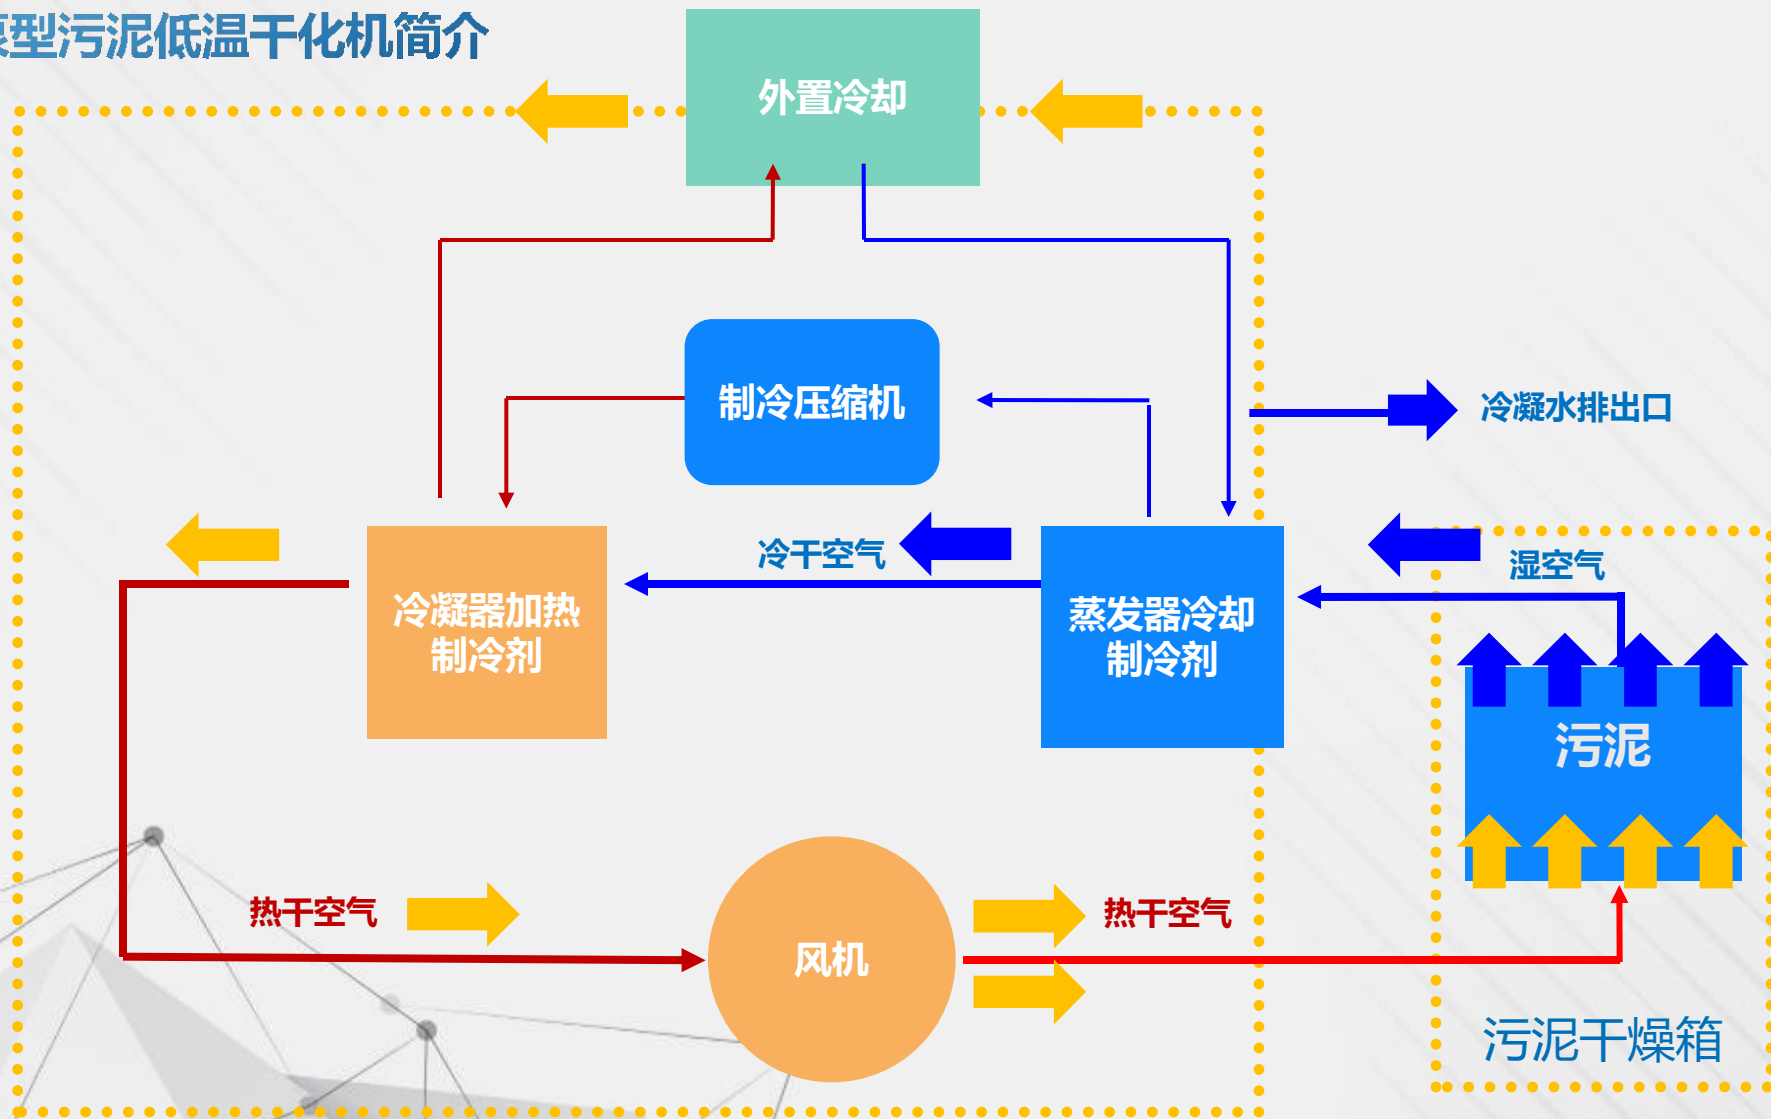 泵型污泥低温干化机简介
外置冷却
制冷压缩机
冷凝水排出口
冷干空气
湿空气
冷凝器加热
制冷剂
蒸发器冷却
制冷剂
污泥
热干空气
热干空气
风机
污泥干燥箱